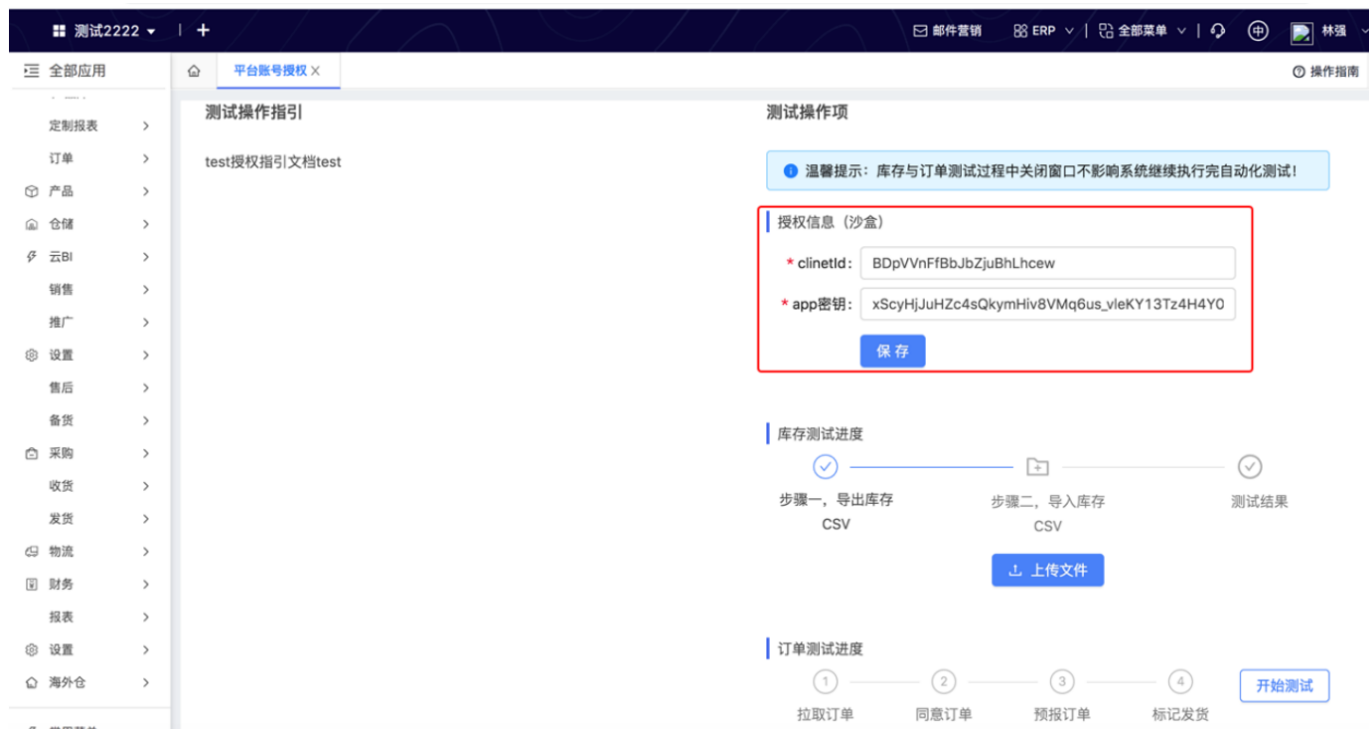 测试2222
+
邮件营销
ERP
全部菜单
中
林强
全部应用
平台账号授权 X
操作指南
定制报表
订单
产品
仓储
云BI
销售
推广
设置
售后
备货
采购
收货
发货
物流
财务
报表
设置
海外仓
测试操作指引
test授权指引文档test
测试操作项
温馨提示：库存与订单测试过程中关闭窗口不影响系统继续执行完自动化测试！
授权信息（沙盒）
* clinetId： BDpVVnFfBbJbZjuBhLhcew
* app密钥： xScyHjJuHZc4sQkymHiv8VMq6us_vleKY13Tz4H4Y0
保 存
库存测试进度
步骤一，导出库存
CSV
步骤二，导入库存
CSV
测试结果
上传文件
订单测试进度
1
2
3
4
开始测试
拉取订单
同意订单
预报订单
标记发货